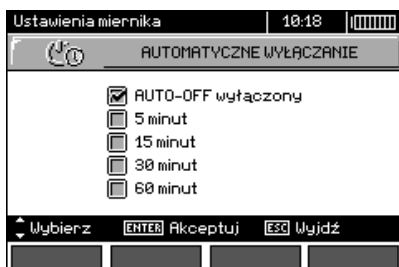 Ustawienia miernika 10:18
AUTOMATYCZNE WYŁĄCZANIE
AUTO-OFF wyłączony
5 minut
15 minut
30 minut
60 minut
Wybierz ENTER Akceptuj ESC Wyjdź